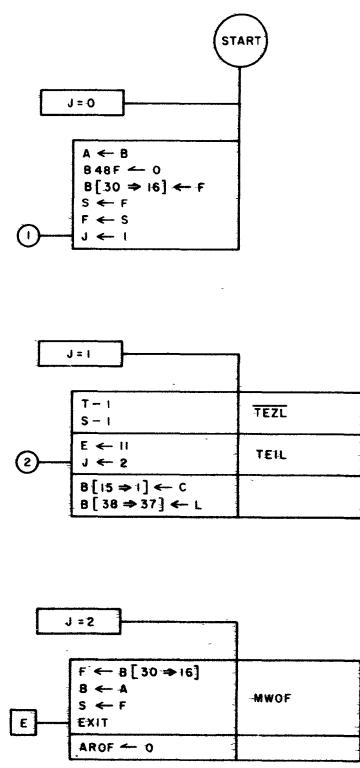 START
J = 0
A ← B
B48F ← 0
B[30 ⇒ 16] ← F
S ← F
F ← S
J ← 1
1
J = 1
T – 1
S – 1
TEZL
E ← 11
J ← 2
TEIL
2
B[15 ⇒ 1] ← C
B[38 ⇒ 37] ← L
J = 2
F ← B[30 ⇒ 16]
B ← A
S ← F
EXIT
MWOF
E
AROF ← 0